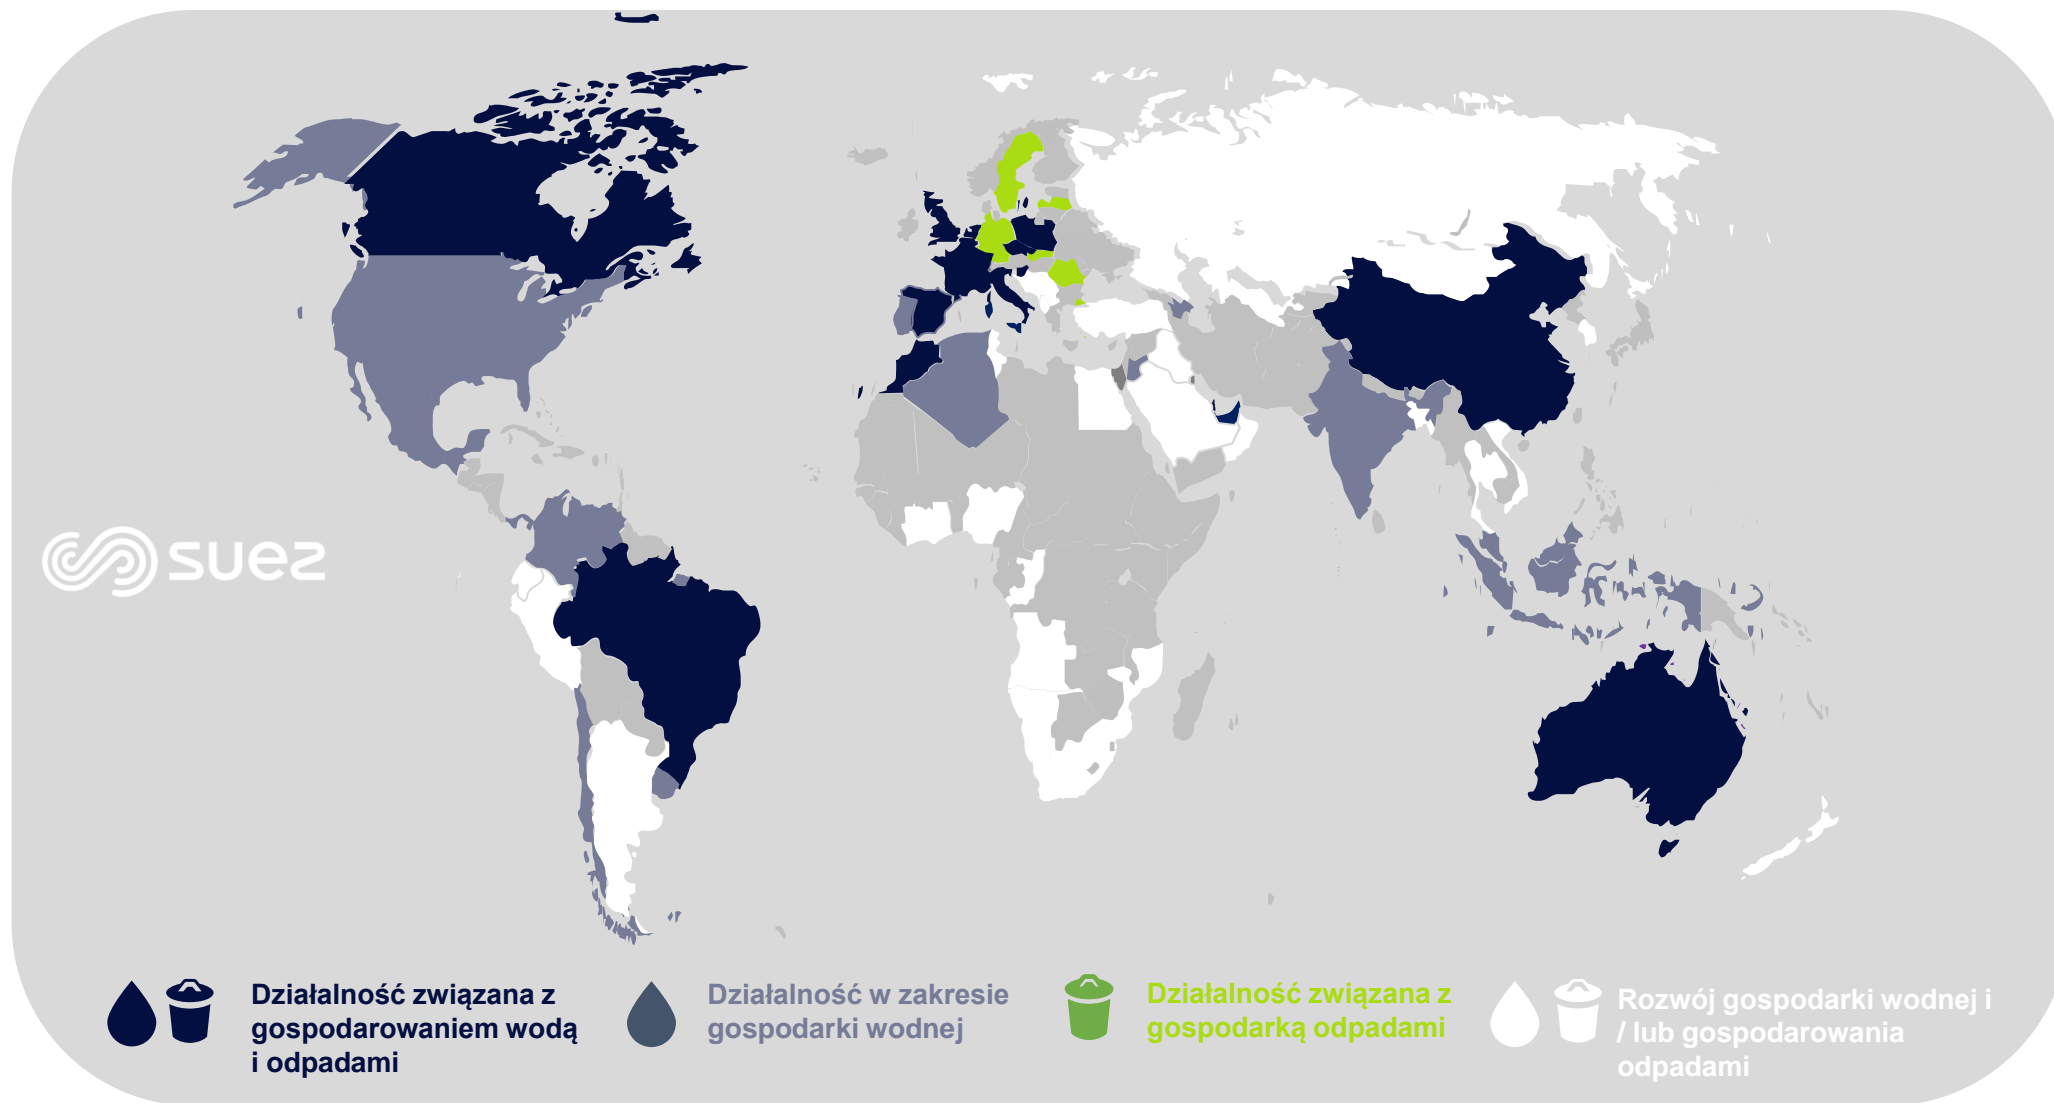 suez
Działalność związana z
gospodarowaniem wodą
i odpadami
Działalność w zakresie
gospodarki wodnej
Działalność związana z
gospodarką odpadami
Rozwój gospodarki wodnej i
/ lub gospodarowania
odpadami